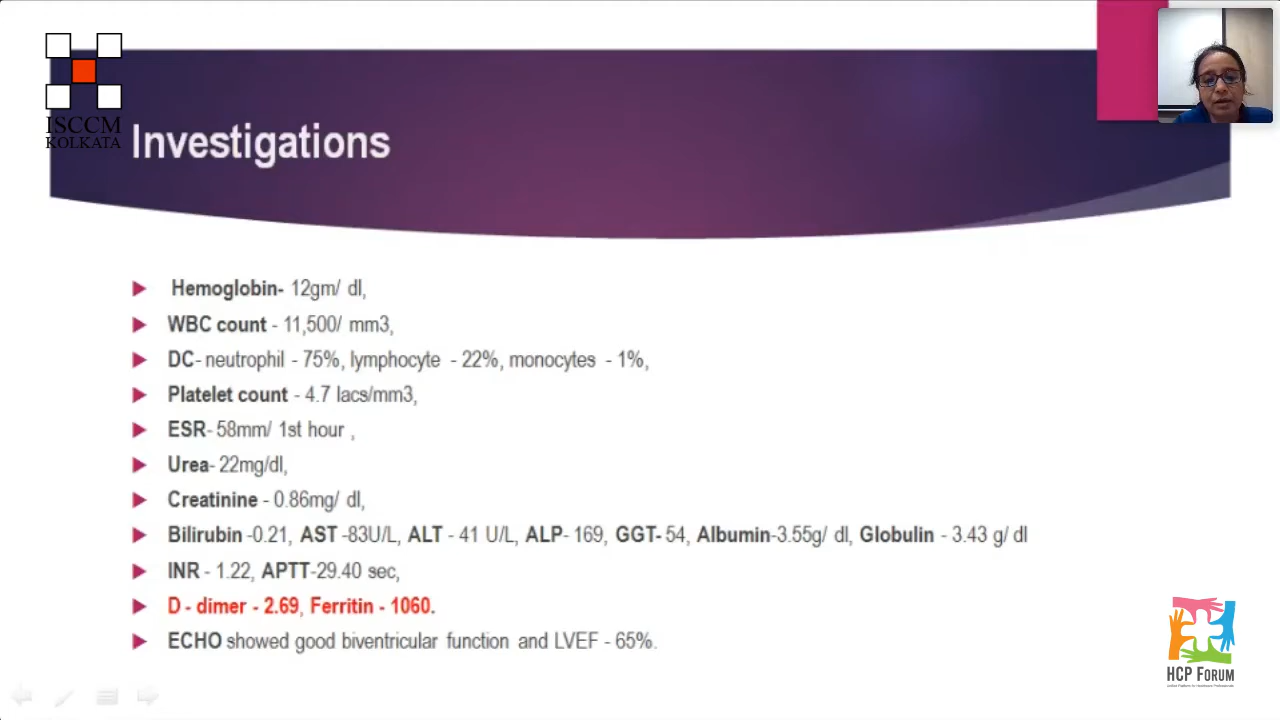 ISCCM
KOLKATA
Investigations
Hemoglobin- 12gm/ dl,
WBC count - 11,500/ mm3,
DC- neutrophil - 75%, lymphocyte - 22%, monocytes - 1%,
Platelet count - 4.7 lacs/mm3,
ESR- 58mm/ 1st hour ,
Urea- 22mg/dl,
Creatinine - 0.86mg/ dl,
Bilirubin -0.21, AST -83U/L, ALT - 41 U/L, ALP- 169, GGT- 54, Albumin-3.55g/ dl, Globulin - 3.43 g/ dl
INR - 1.22, APTT-29.40 sec,
D - dimer - 2.69, Ferritin - 1060.
ECHO showed good biventricular function and LVEF - 65%.
HCP FORUM